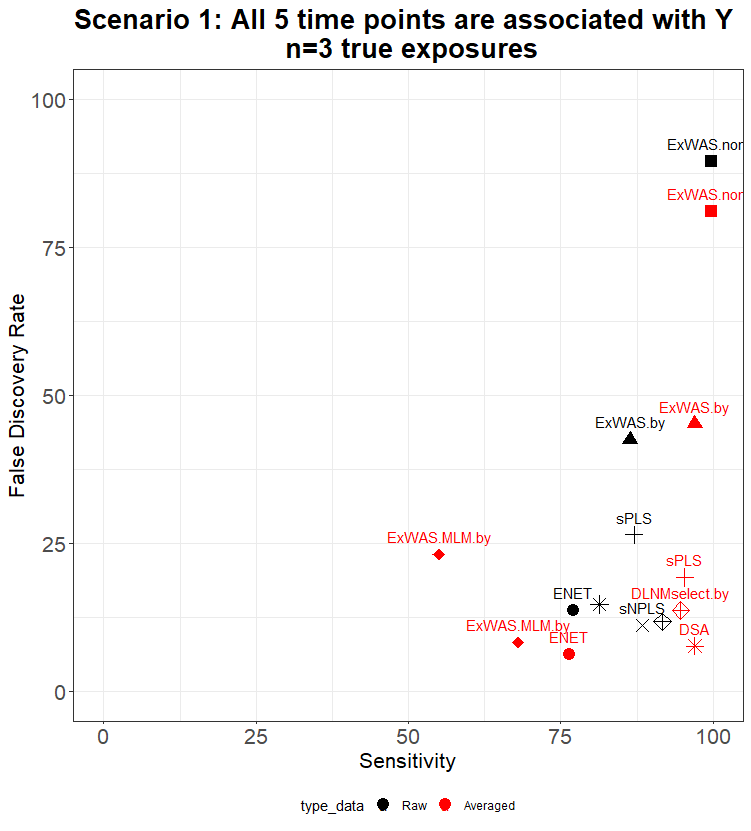 Scenario 1: All 5 time points are associated with Y
n=3 true exposures
False Discovery Rate
100
75
50
25
0
ExWAS.nor
ExWAS.nor
ExWAS.by
ExWAS.by
sPLS
ExWAS.MLM.by
sPLS
ENET
DLNMselect.by
sNPLS
ExWAS.MLM.by
DSA
ENET
0 25 50 75 100
Sensitivity
type_data Raw Averaged